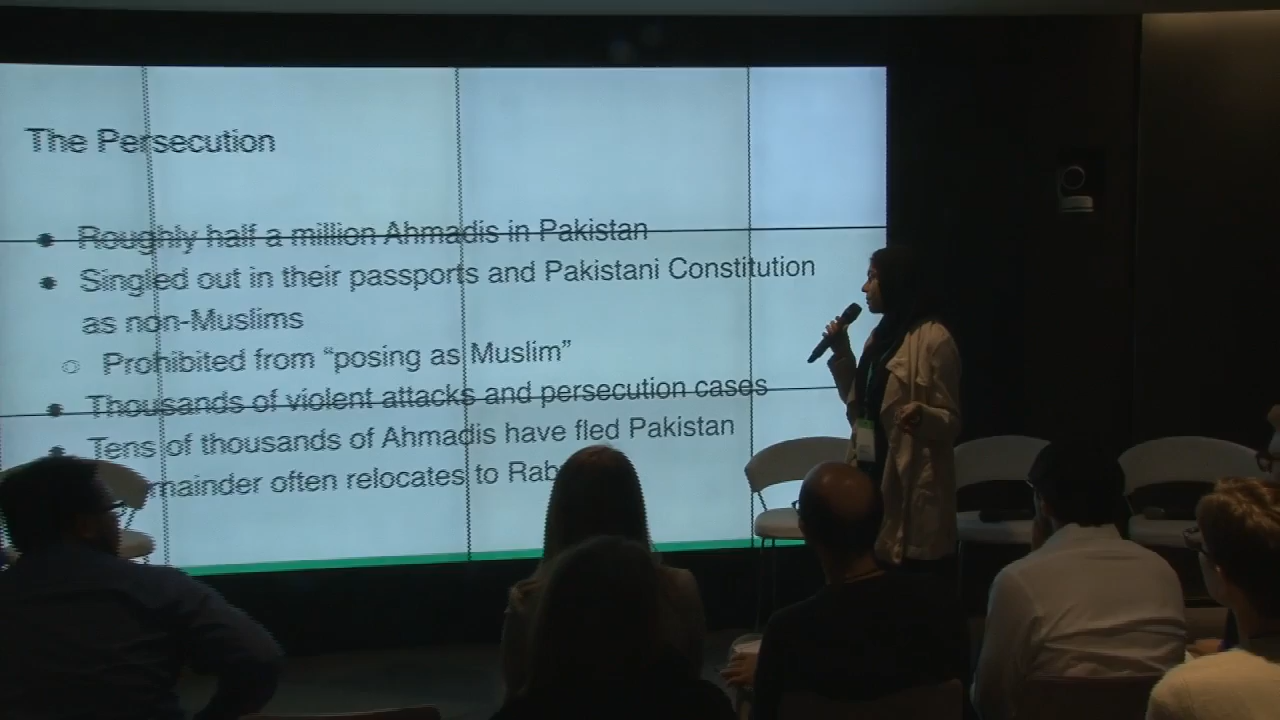 The Persecution
Roughly half a million Ahmadis in Pakistan
Singled out in their passports and Pakistani Constitution
as non-Muslims
Prohibited from “posing as Muslim”
Thousands of violent attacks and persecution cases
Tens of thousands of Ahmadis have fled Pakistan
often relocates to